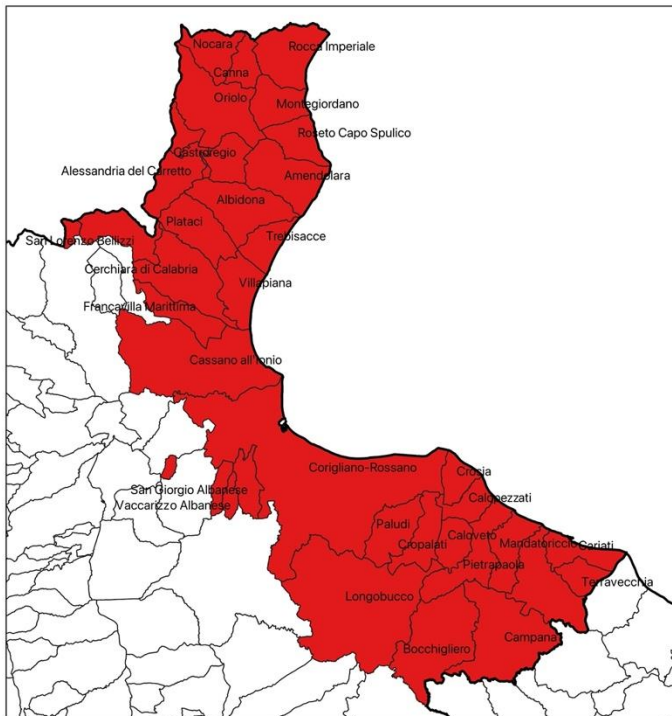 Nocara
Rocca Imperiale
Canna
Oriolo
Montegiordano
Roseto Capo Spulico
Castroregio
Alessandria del Carretto
Amendolara
Albidona
Plataci
Trebisacce
San Lorenzo Bellizzi
Cerchiara di Calabria
Villapiana
Francavilla Marittima
Cassano all'Ionio
Corigliano-Rossano
Crosia
San Giorgio Albanese
Calopezzati
Vaccarizzo Albanese
Paludi
Caloveto
Mandatoriccio
Cariati
Cropalati
Pietrapaola
Terravecchia
Longobucco
Campana
Bocchigliero